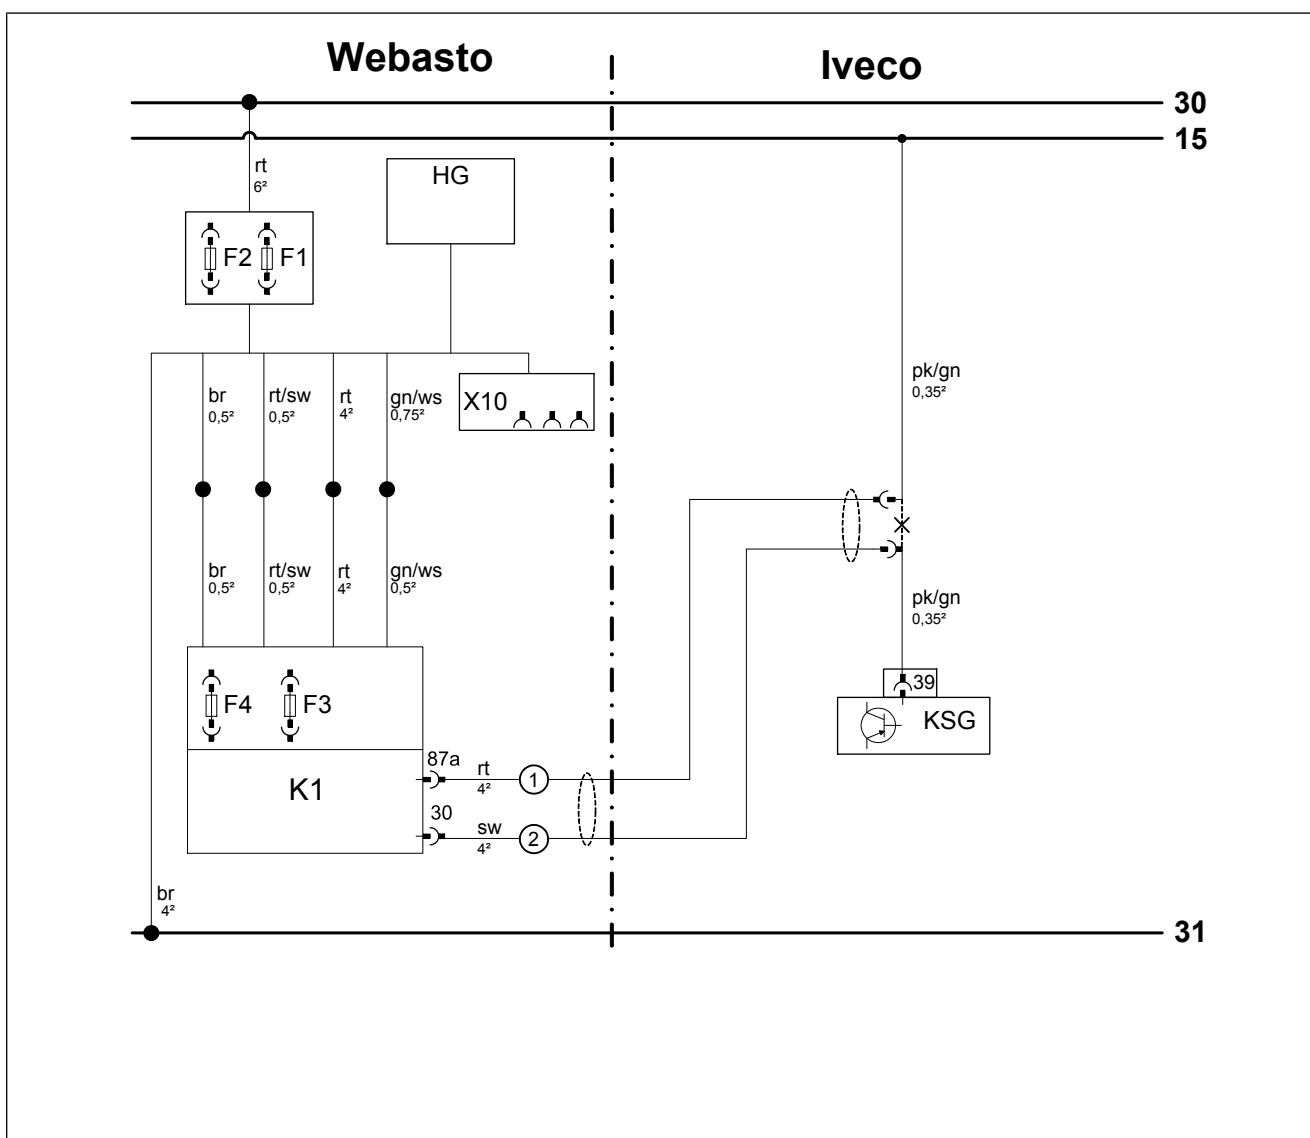 Webasto
Iveco
30
15
rt
6²
HG
F2
F1
br
0,5²
rt/sw
0,5²
rt
4²
gn/ws
0,75²
X10
pk/gn
0,35²
br
0,5²
rt/sw
0,5²
rt
4²
gn/ws
0,5²
pk/gn
0,35²
F4
F3
39
KSG
K1
87a
rt
4²
1
30
sw
4²
2
br
4²
31